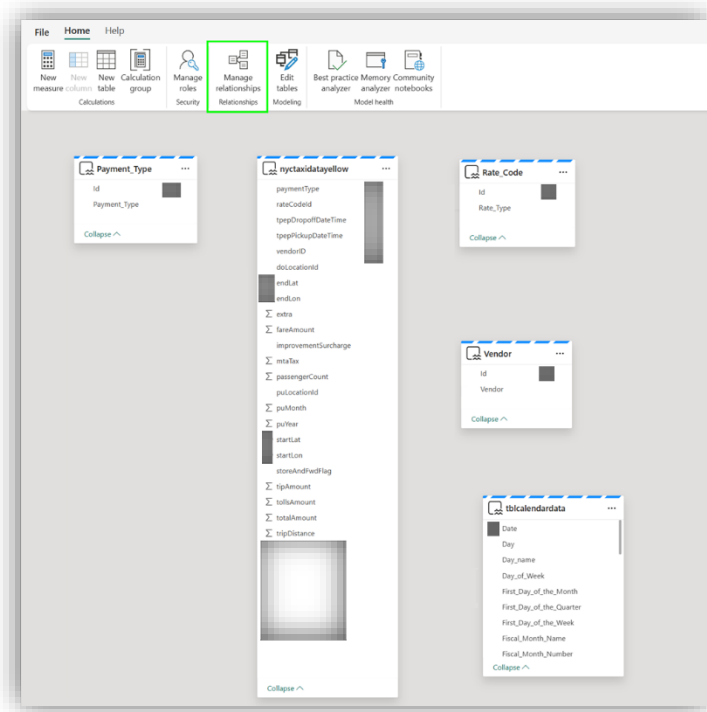 File Home Help
New measure
New column
New table
Calculation group
Manage roles
Manage relationships
Edit tables
Best practice analyzer
Memory analyzer
Community notebooks
Calculations
Security
Relationships
Modeling
Model health
Payment_Type
Id
Payment_Type
Collapse
nyctaxidatayellow
paymentType
rateCodeId
tpepDropoffDateTime
tpepPickupDateTime
vendorID
doLocationId
endLat
endLon
extra
fareAmount
improvementSurcharge
mtaTax
passengerCount
puLocationId
puMonth
puYear
startLat
startLon
storeAndFwdFlag
tipAmount
tollsAmount
totalAmount
tripDistance
Collapse
Rate_Code
Id
Rate_Type
Collapse
Vendor
Id
Vendor
Collapse
tblcalendardata
Date
Day
Day_name
Day_of_Week
First_Day_of_the_Month
First_Day_of_the_Quarter
First_Day_of_the_Week
Fiscal_Month_Name
Fiscal_Month_Number
Collapse